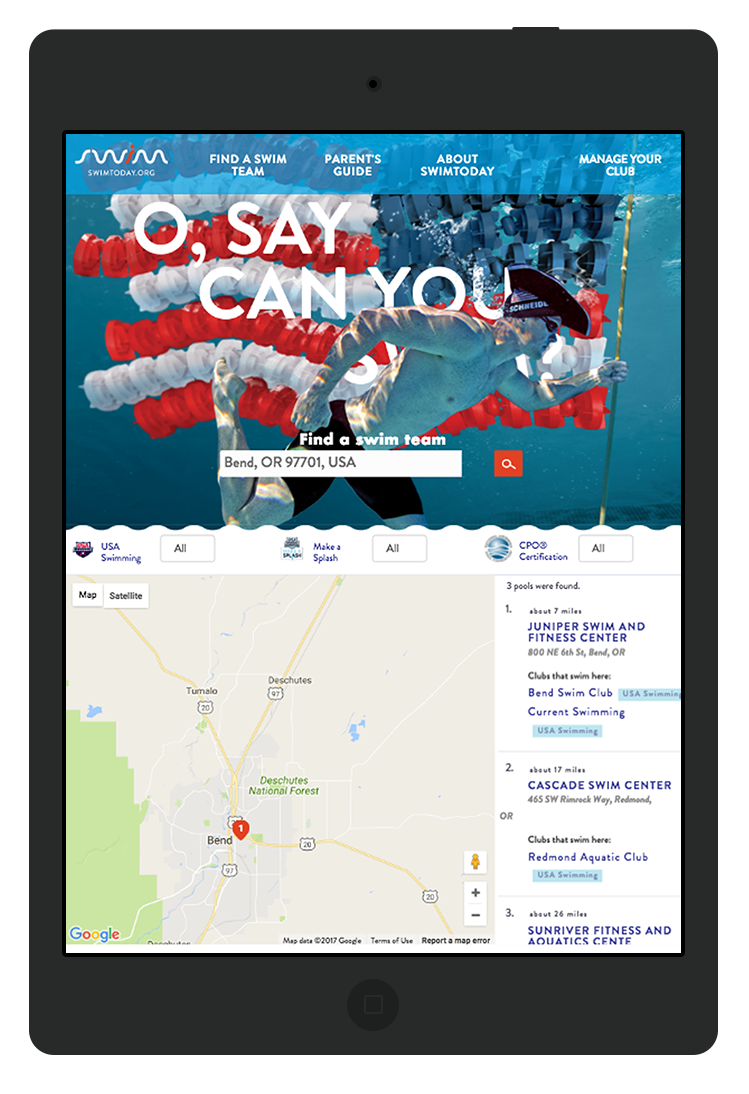 swim
SWIMTODAY.ORG
FIND A SWIM
TEAM
PARENT'S
GUIDE
ABOUT
SWIMTODAY
MANAGE YOUR
CLUB
O, SAY
CAN YOU
SCHNEIDE
Find a swim team
Bend, OR 97701, USA
USA
Swimming
All
Make a
Splash
All
CPO®
Certification
All
Map
Satellite
Tumalo
Deschutes
97
20
Deschutes
National Forest
Bend
1
20
97
20
Google
Deschutes
Map data ©2017 Google
Terms of Use
Report a map error
3 pools were found.
1.
about 7 miles
JUNIPER SWIM AND
FITNESS CENTER
800 NE 6th St, Bend, OR
Clubs that swim here:
Bend Swim Club USA Swimming
Current Swimming
USA Swimming
2.
about 17 miles
CASCADE SWIM CENTER
465 SW Rimrock Way, Redmond,
OR
Clubs that swim here:
Redmond Aquatic Club
USA Swimming
3.
about 26 miles
SUNRIVER FITNESS AND
AQUATICS CENTE